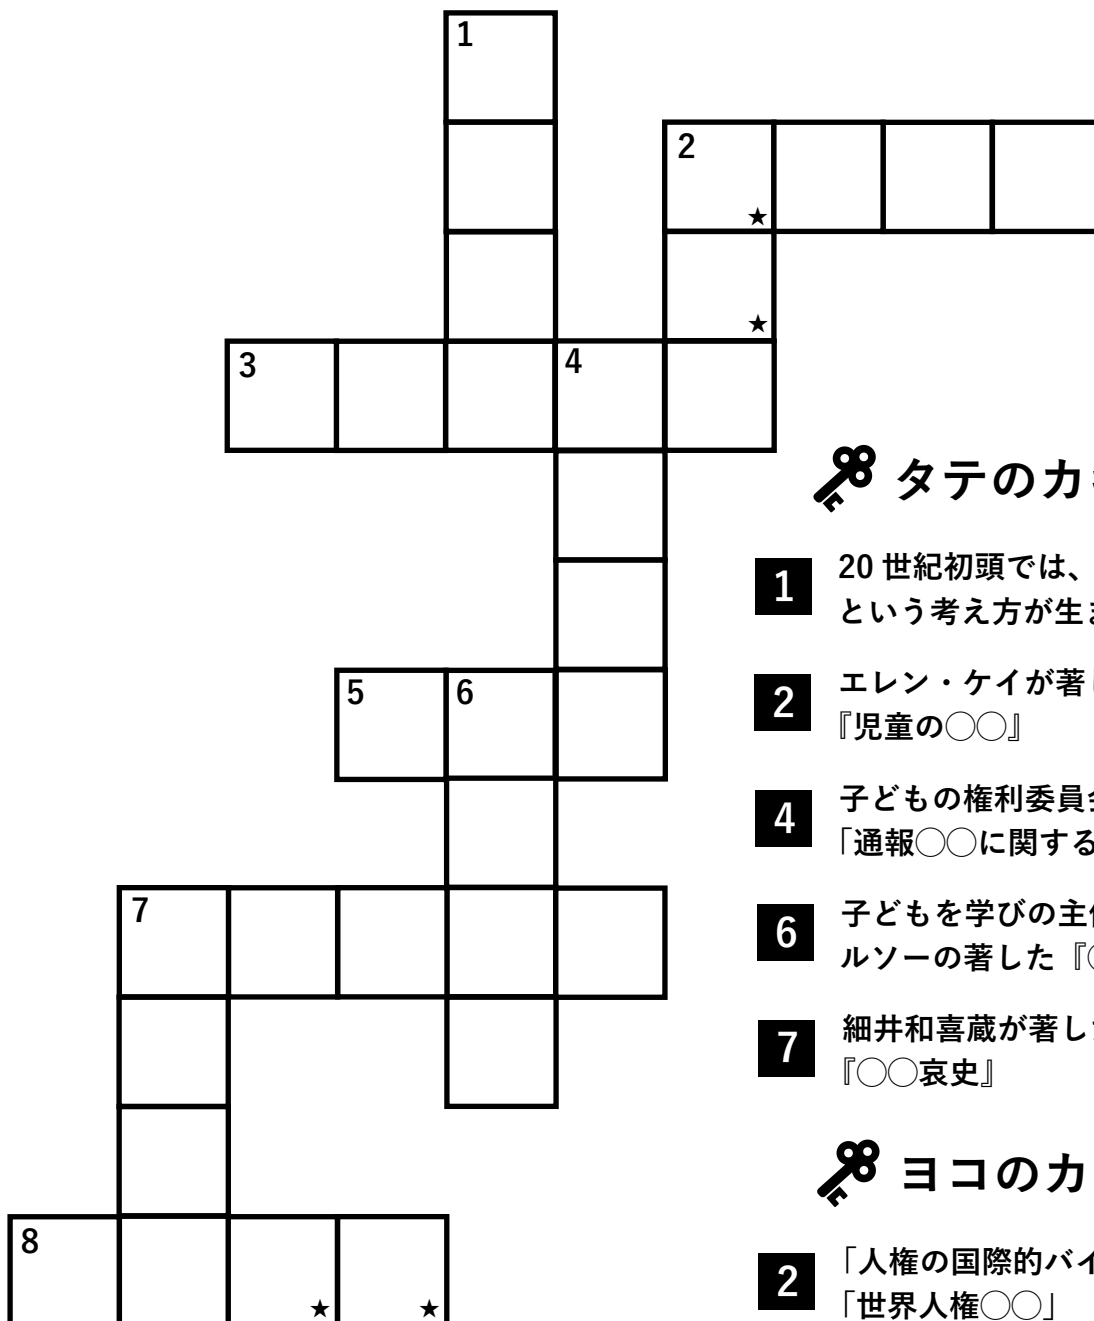 1
2
★
★
3
4
タテのカ
1
20 世紀初頭では、
という考え方が生
5
6
2
エレン・ケイが著
『児童の◯◯』
4
子どもの権利委員
「通報◯◯に関する
7
6
子どもを学びの主
ルソーの著した『
7
細井和喜蔵が著し
『◯◯哀史』
ヨコのカ
8
★
★
2
「人権の国際的バイ
「世界人権◯◯」